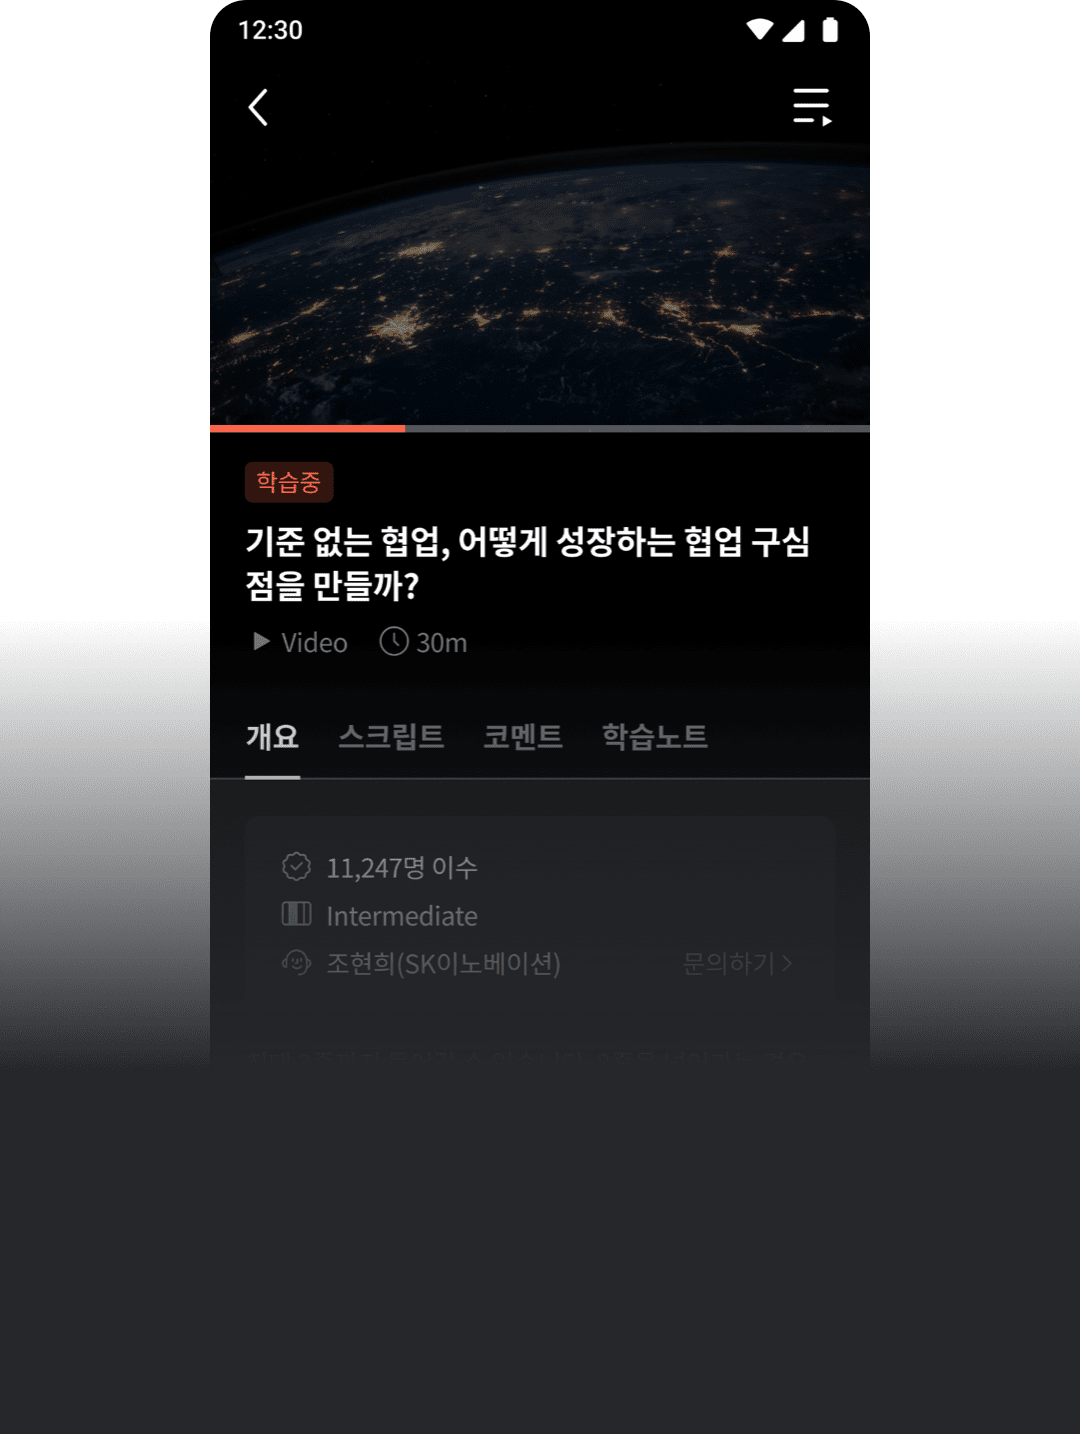 12:30
학습중
기준 없는 협업, 어떻게 성장하는 협업 구심
점을 만들까?
Video 30m
개요 스크립트 코멘트 학습노트
11,247명 이수
Intermediate
조현희(SK이노베이션) 문의하기